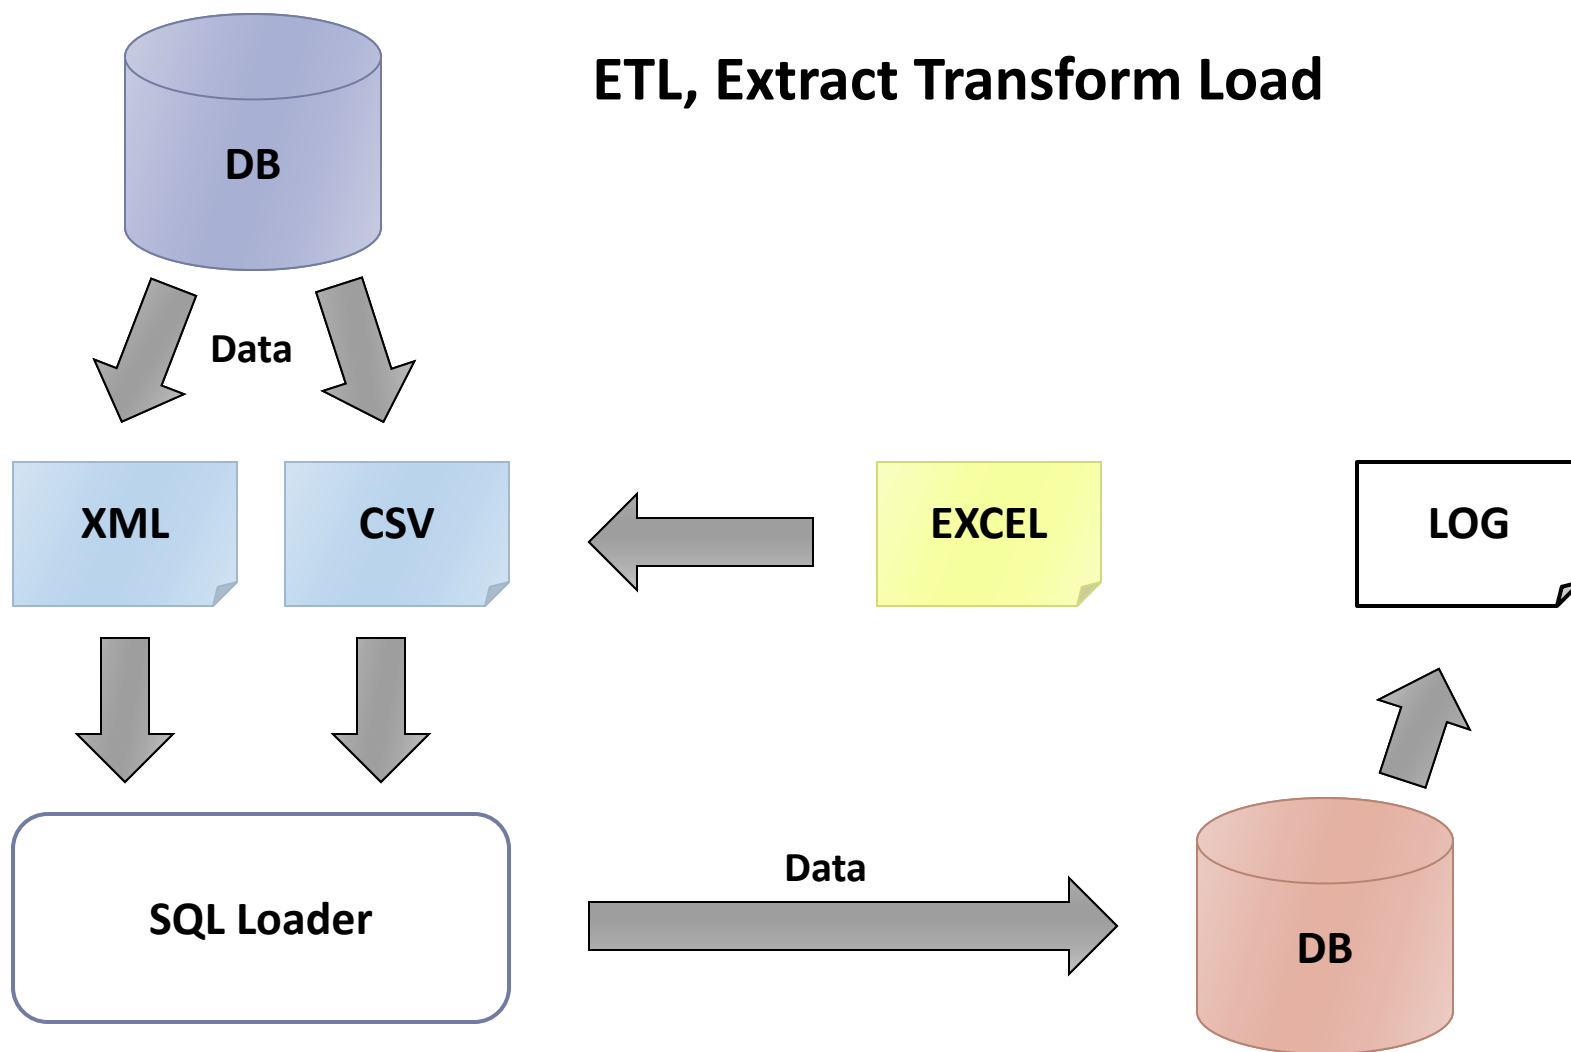 ETL, Extract Transform Load
DB
Data
XML
CSV
EXCEL
LOG
SQL Loader
Data
DB